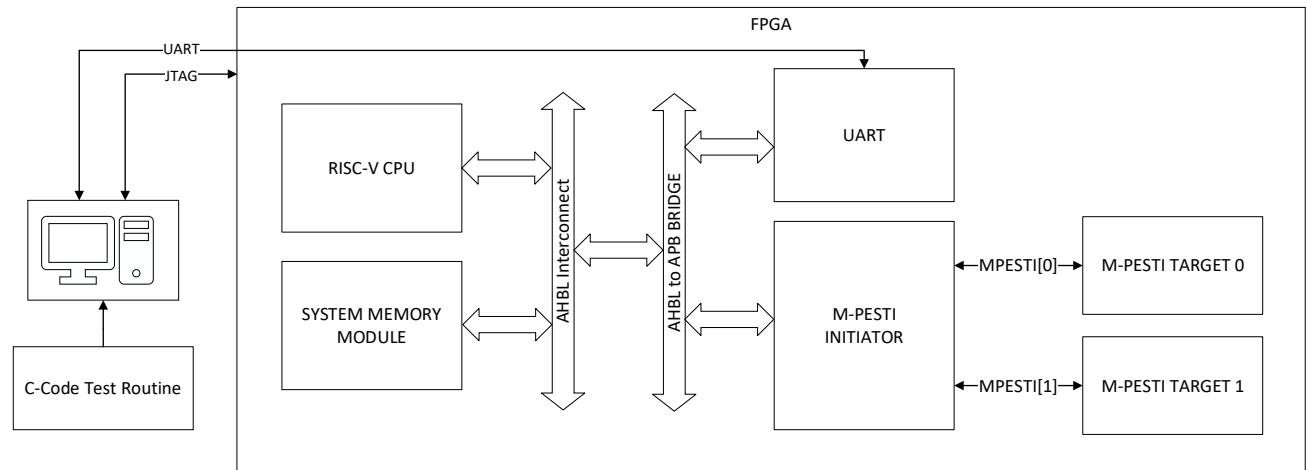 FPGA
UART
JTAG
RISC-V CPU
SYSTEM MEMORY
MODULE
AHBL Interconnect
AHBL to APB BRIDGE
UART
M-PESTI
INITIATOR
MPESTI[0]
M-PESTI TARGET 0
MPESTI[1]
M-PESTI TARGET 1
C-Code Test Routine